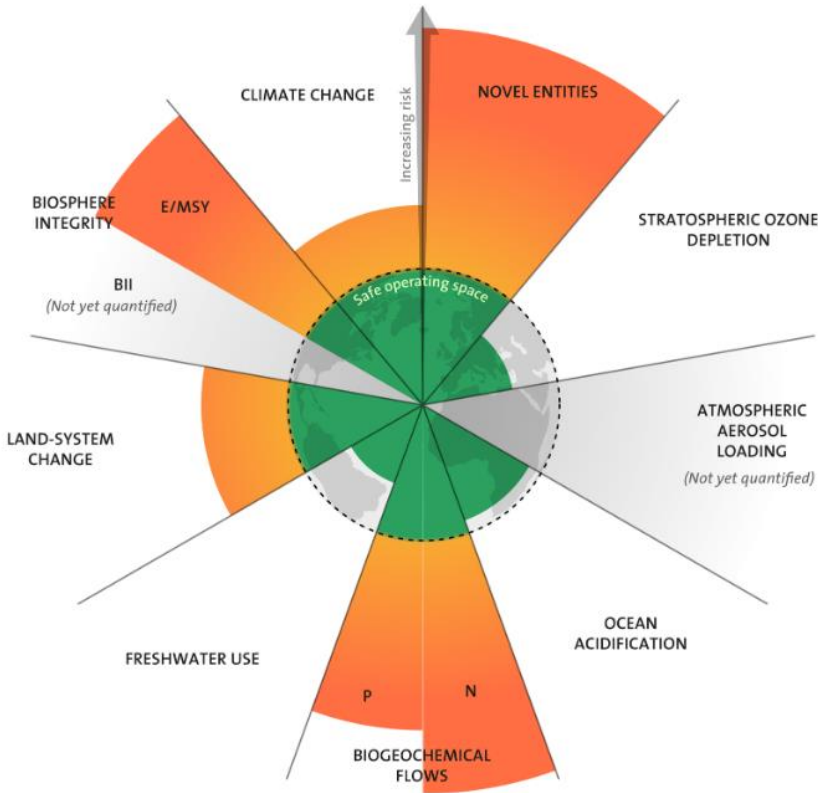 CLIMATE CHANGE
Increasing risk
NOVEL ENTITIES
BIOSPHERE
INTEGRITY
E/MSY
STRATOSPHERIC OZONE
DEPLETION
BII
(Not yet quantified)
Safe operating space
LAND-SYSTEM
CHANGE
ATMOSPHERIC
AEROSOL
LOADING
(Not yet quantified)
FRESHWATER USE
OCEAN
ACIDIFICATION
P
N
BIOGEOCHEMICAL
FLOWS